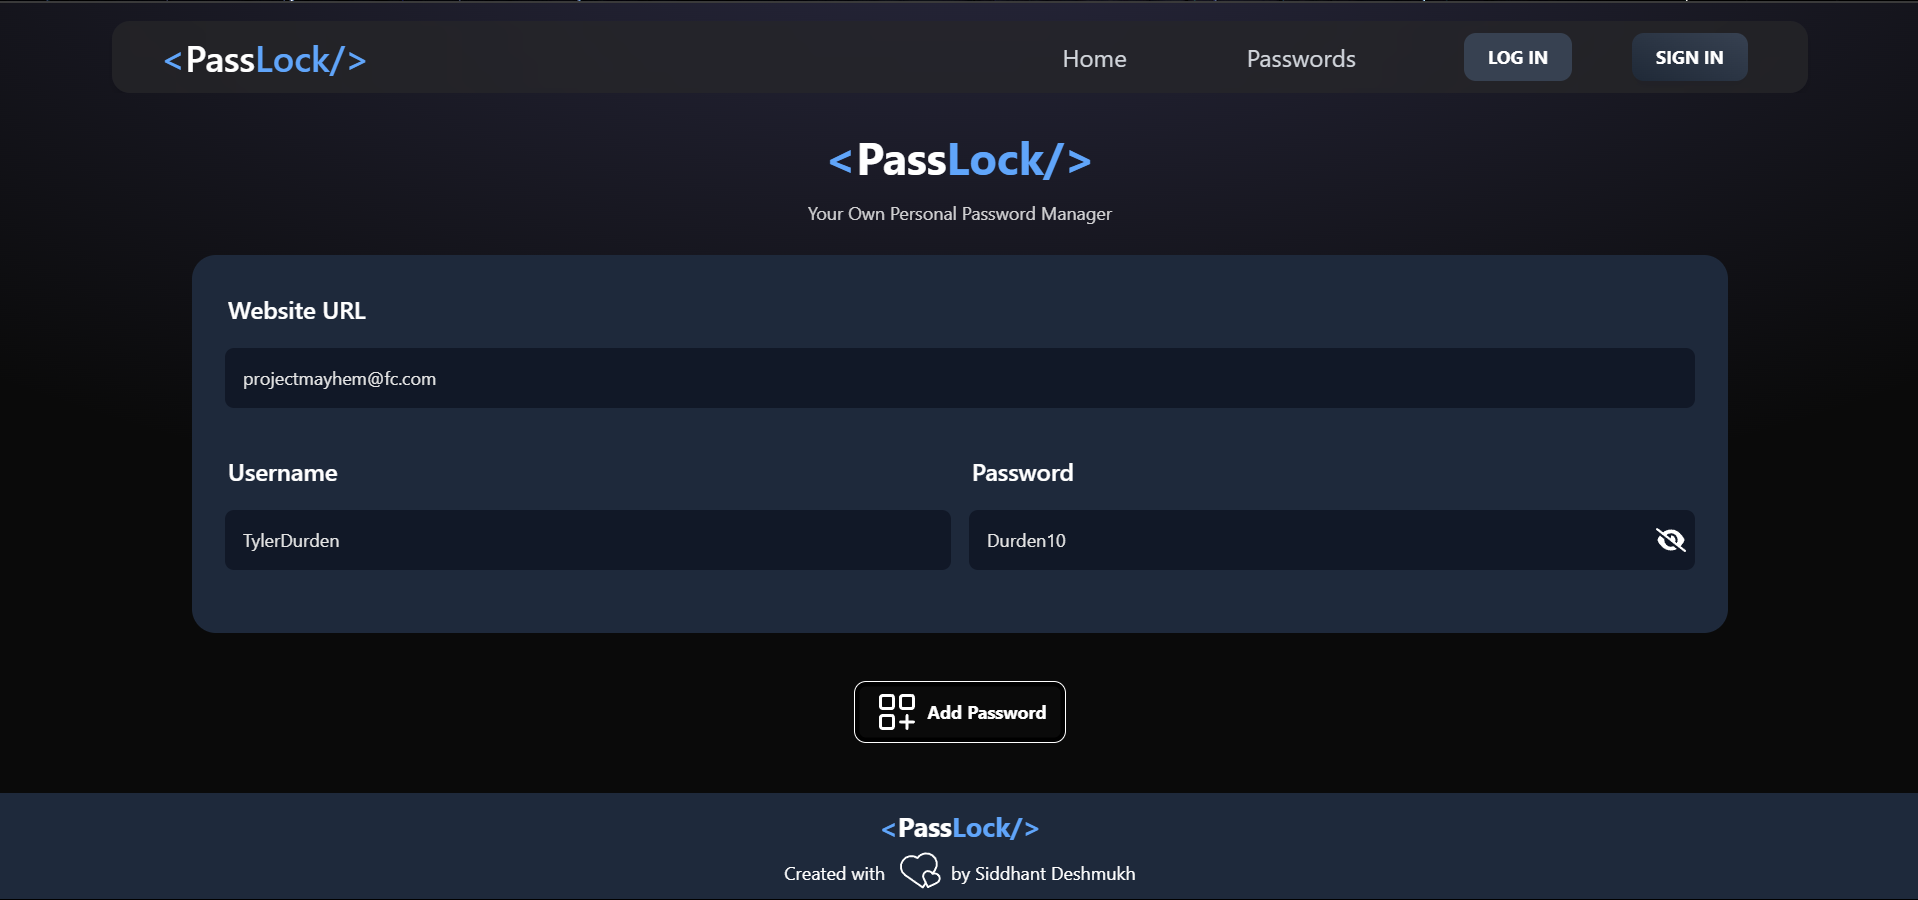 <PassLock/> Home Passwords LOG IN SIGN IN
<PassLock/>
Your Own Personal Password Manager
Website URL
projectmayhem@fc.com
Username Password
TylerDurden Durden10
Add Password
<PassLock/>
Created with by Siddhant Deshmukh